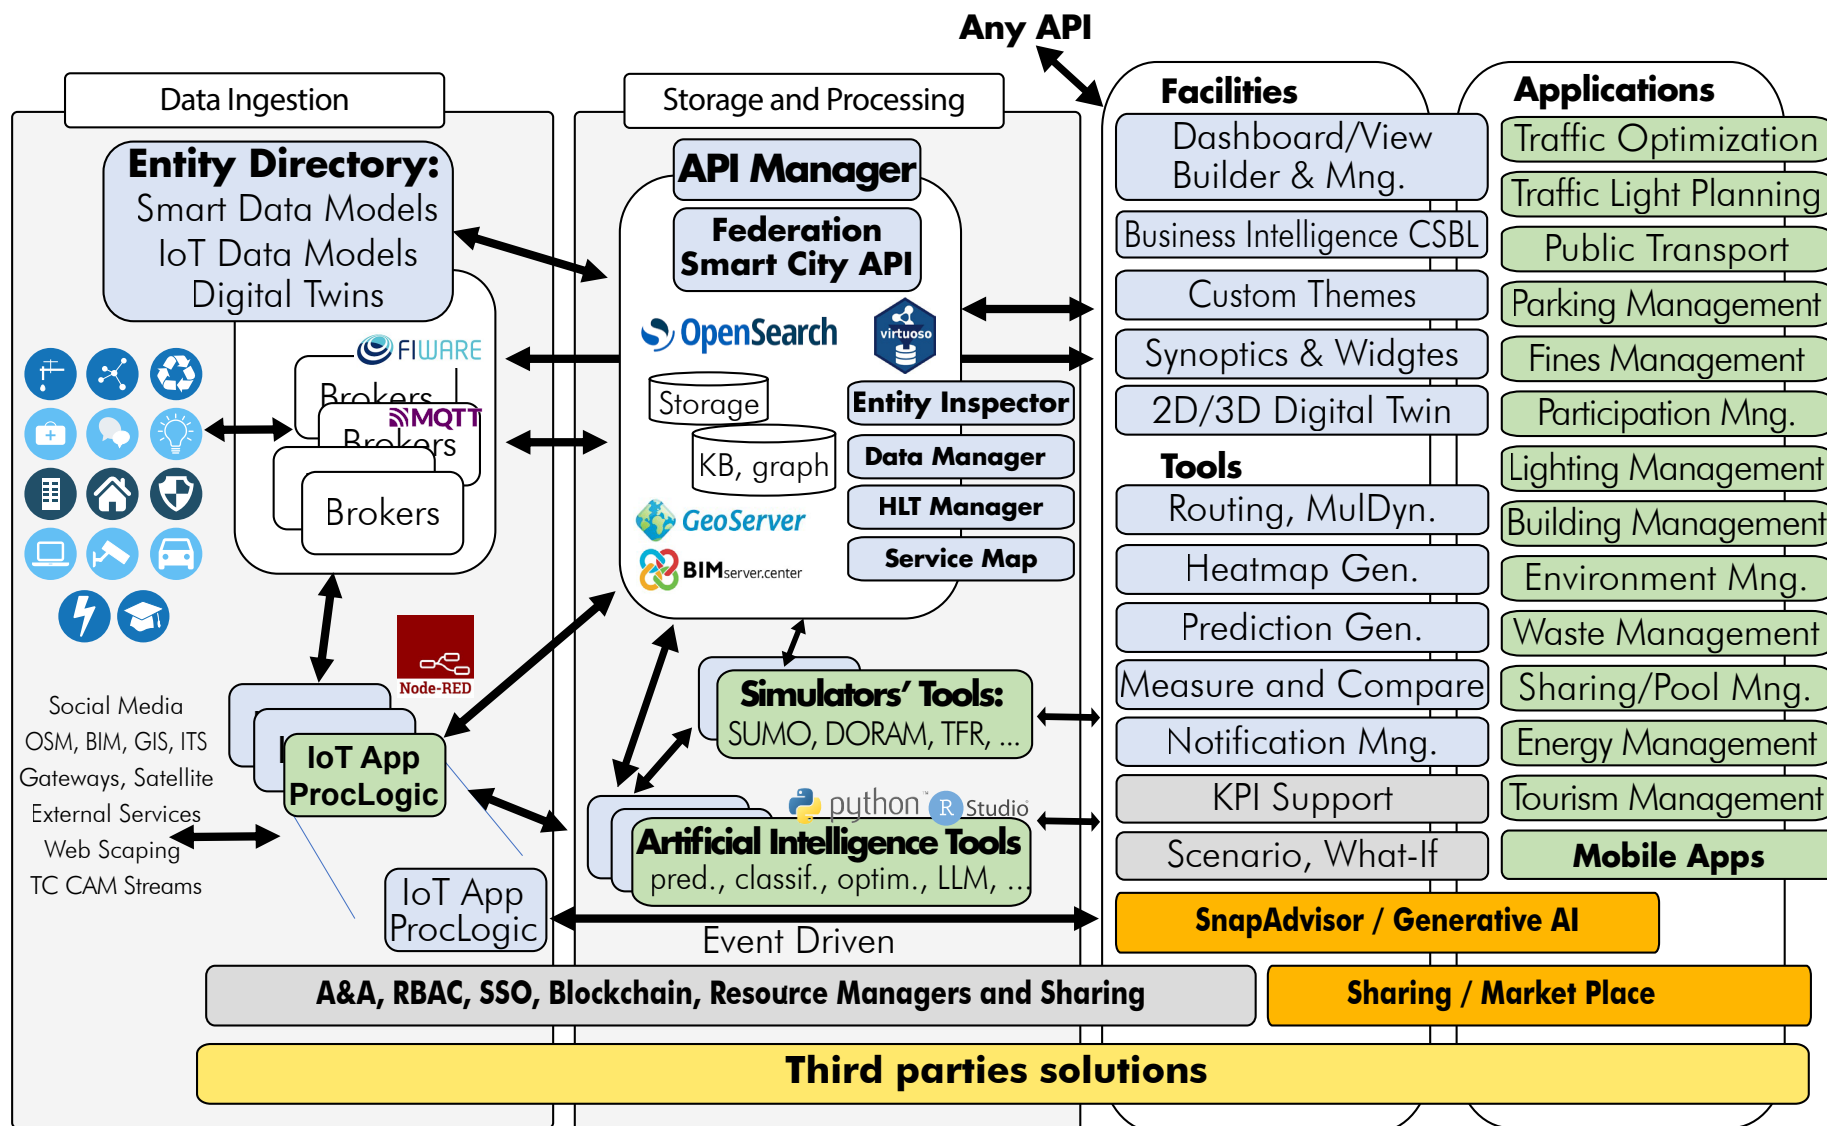 Any API
Data Ingestion
Entity Directory:
Smart Data Models
IoT Data Models
Digital Twins
FIWARE
Brokers
MQTT
Brokers
Brokers
Node-RED
Social Media
OSM, BIM, GIS, ITS
Gateways, Satellite
External Services
Web Scaping
TC CAM Streams
IoT App
ProcLogic
IoT App
ProcLogic
Storage and Processing
API Manager
Federation
Smart City API
OpenSearch
virtuoso
Storage
KB, graph
Entity Inspector
Data Manager
HLT Manager
Service Map
GeoServer
BIMserver.center
Simulators' Tools:
SUMO, DORAM, TFR, ...
python™
R Studio
Artificial Intelligence Tools
pred., classif., optim., LLM, ...
Event Driven
Facilities
Dashboard/View
Builder & Mng.
Business Intelligence CSBL
Custom Themes
Synoptics & Widgtes
2D/3D Digital Twin
Tools
Routing, MulDyn.
Heatmap Gen.
Prediction Gen.
Measure and Compare
Notification Mng.
KPI Support
Scenario, What-If
Applications
Traffic Optimization
Traffic Light Planning
Public Transport
Parking Management
Fines Management
Participation Mng.
Lighting Management
Building Management
Environment Mng.
Waste Management
Sharing/Pool Mng.
Energy Management
Tourism Management
Mobile Apps
SnapAdvisor / Generative AI
A&A, RBAC, SSO, Blockchain, Resource Managers and Sharing
Sharing / Market Place
Third parties solutions